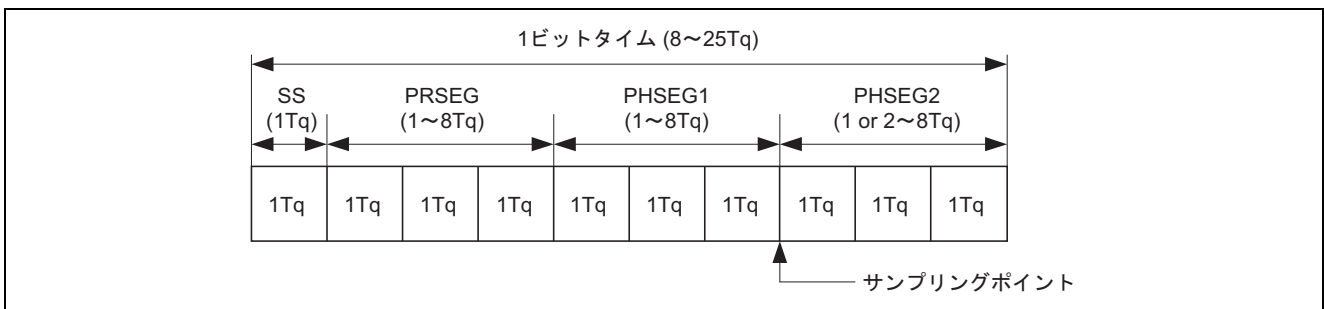 1ビットタイム (8～25Tq)
SS
(1Tq)
PRSEG
(1～8Tq)
PHSEG1
(1～8Tq)
PHSEG2
(1 or 2～8Tq)
1Tq 1Tq 1Tq 1Tq 1Tq 1Tq 1Tq 1Tq 1Tq 1Tq
サンプリングポイント